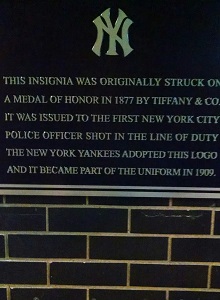 NY
THIS INSIGNIA WAS ORIGINALLY STRUCK ON
A MEDAL OF HONOR IN 1877 BY TIFFANY & CO.
IT WAS ISSUED TO THE FIRST NEW YORK CITY
POLICE OFFICER SHOT IN THE LINE OF DUTY
THE NEW YORK YANKEES ADOPTED THIS LOGO
AND IT BECAME PART OF THE UNIFORM IN 1909.